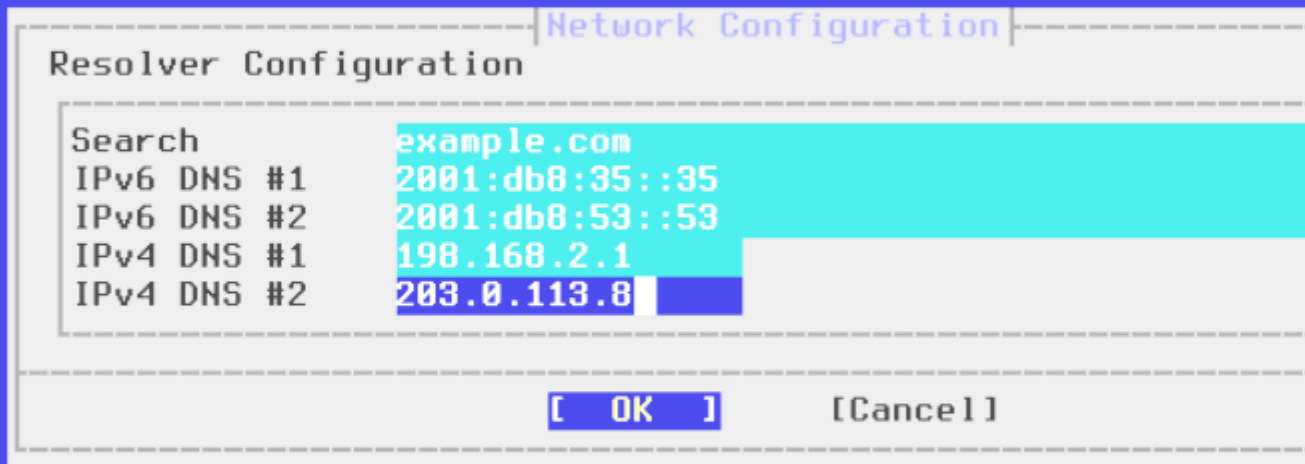 Network Configuration
Resolver Configuration
Search example.com
IPv6 DNS #1 2001:db8:35::35
IPv6 DNS #2 2001:db8:53::53
IPv4 DNS #1 198.168.2.1
IPv4 DNS #2 203.0.113.8
[ OK ] [Cancel]